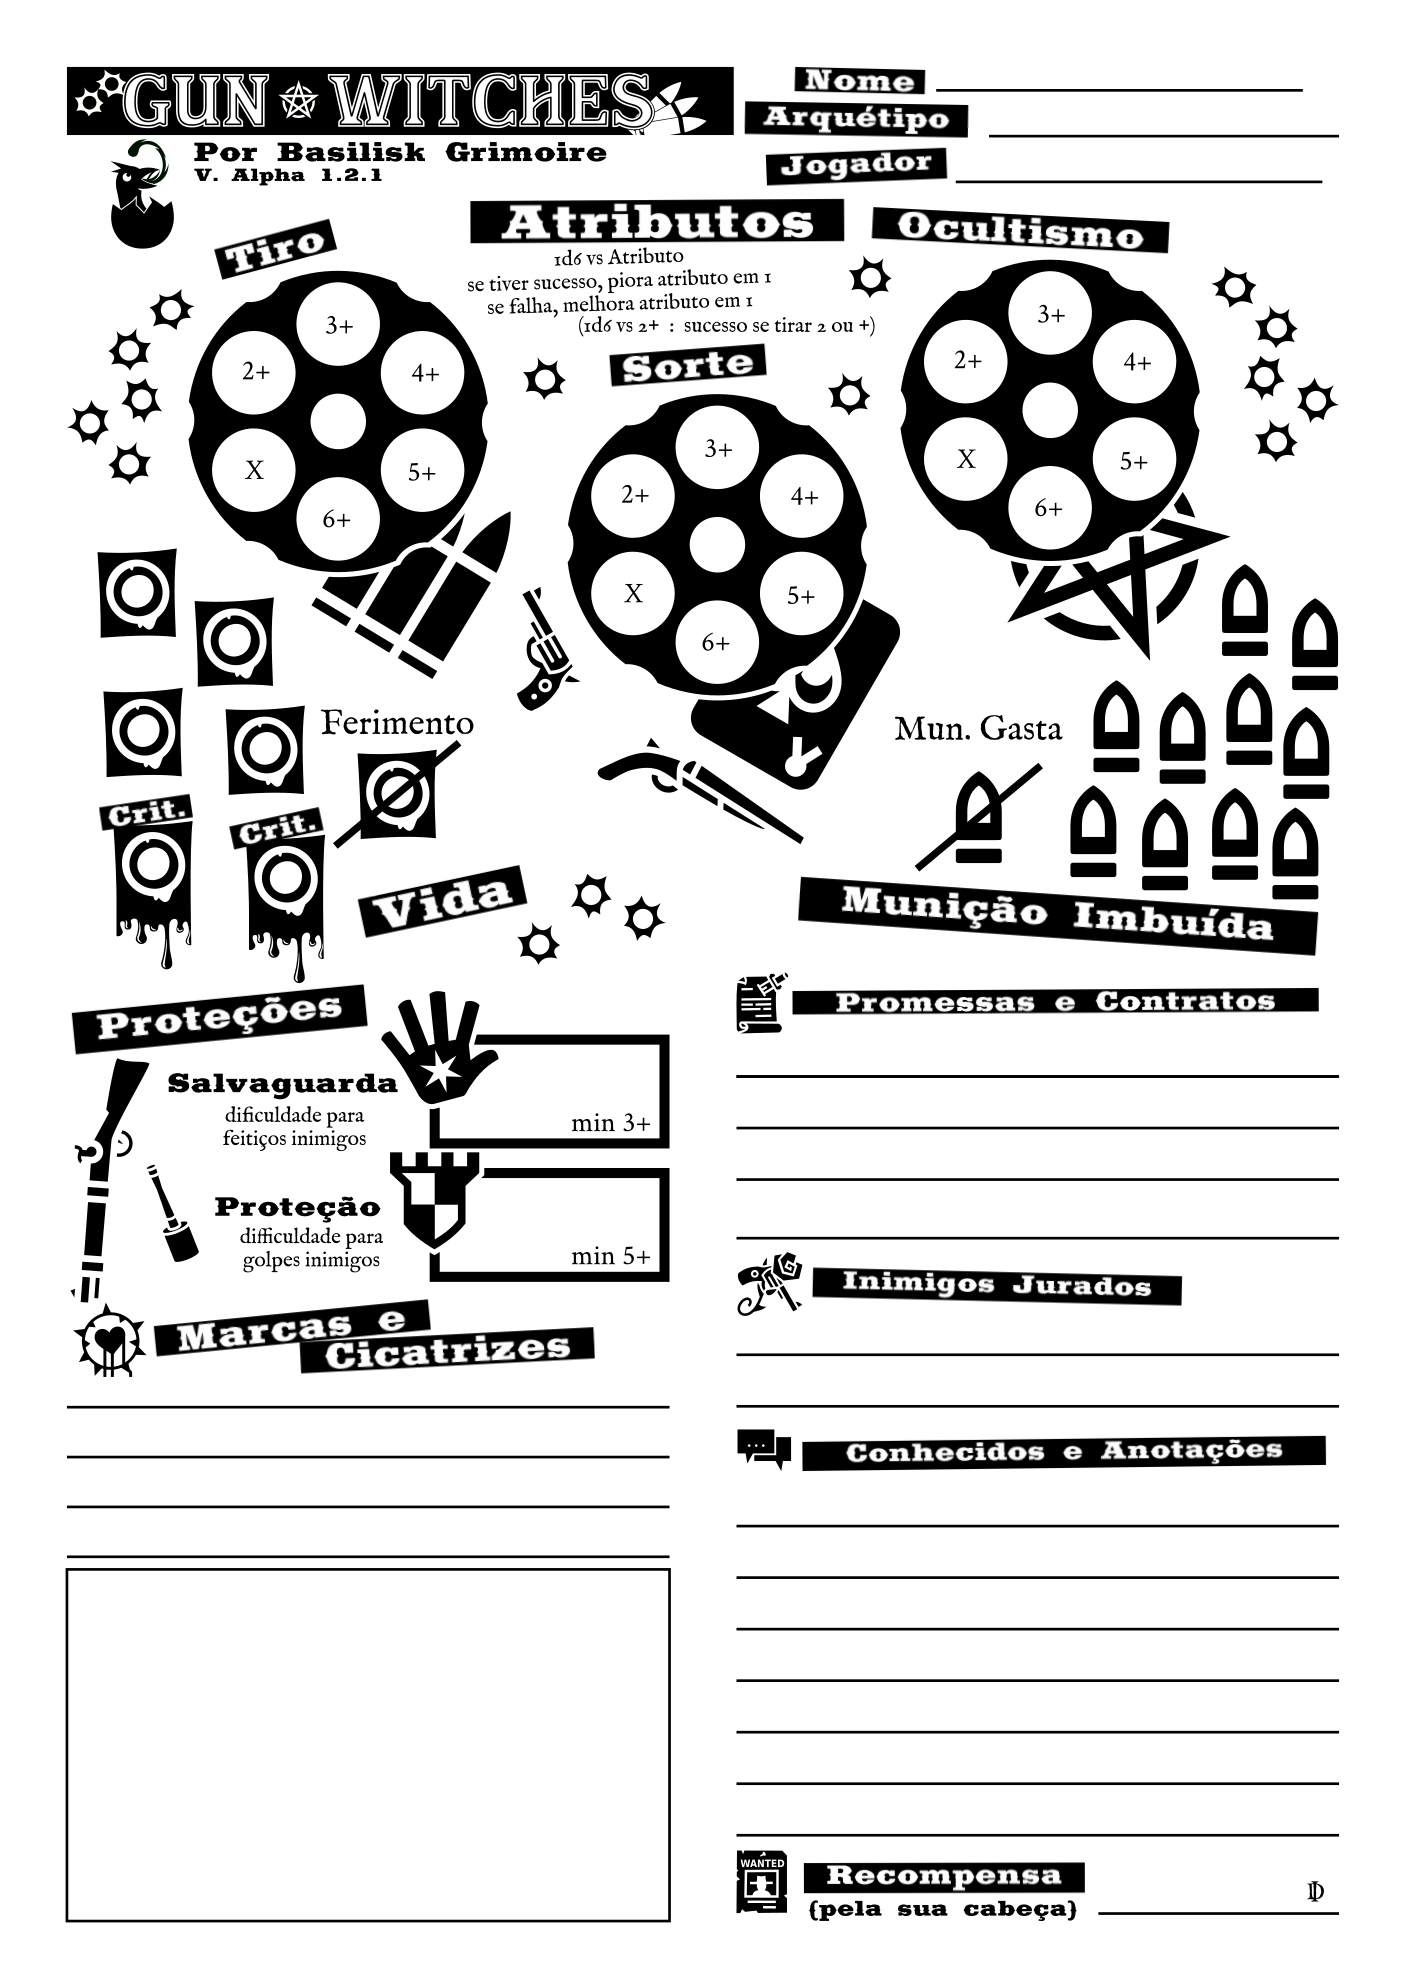 GUN WITCHES
Por Basilisk Grimoire
V. Alpha 1.2.1
Nome
Arquétipo
Jogador
Atributos
1d6 vs Atributo
se tiver sucesso, piora atributo em 1
se falha, melhora atributo em 1
(1d6 vs 2+ : sucesso se tirar 2 ou +)
Tiro
3+
2+
4+
X
5+
6+
Sorte
3+
2+
4+
X
5+
6+
Ocultismo
3+
2+
4+
X
5+
6+
Ferimento
Crit.
Crit.
Vida
Mun. Gasta
Munição Imbuída
Proteções
Salvaguarda
dificuldade para
feitiços inimigos
min 3+
Proteção
difficuldade para
golpes inimigos
min 5+
Marcas e
Cicatrizes
Promessas e Contratos
Inimigos Jurados
Conhecidos e Anotações
WANTED
Recompensa
(pela sua cabeça)